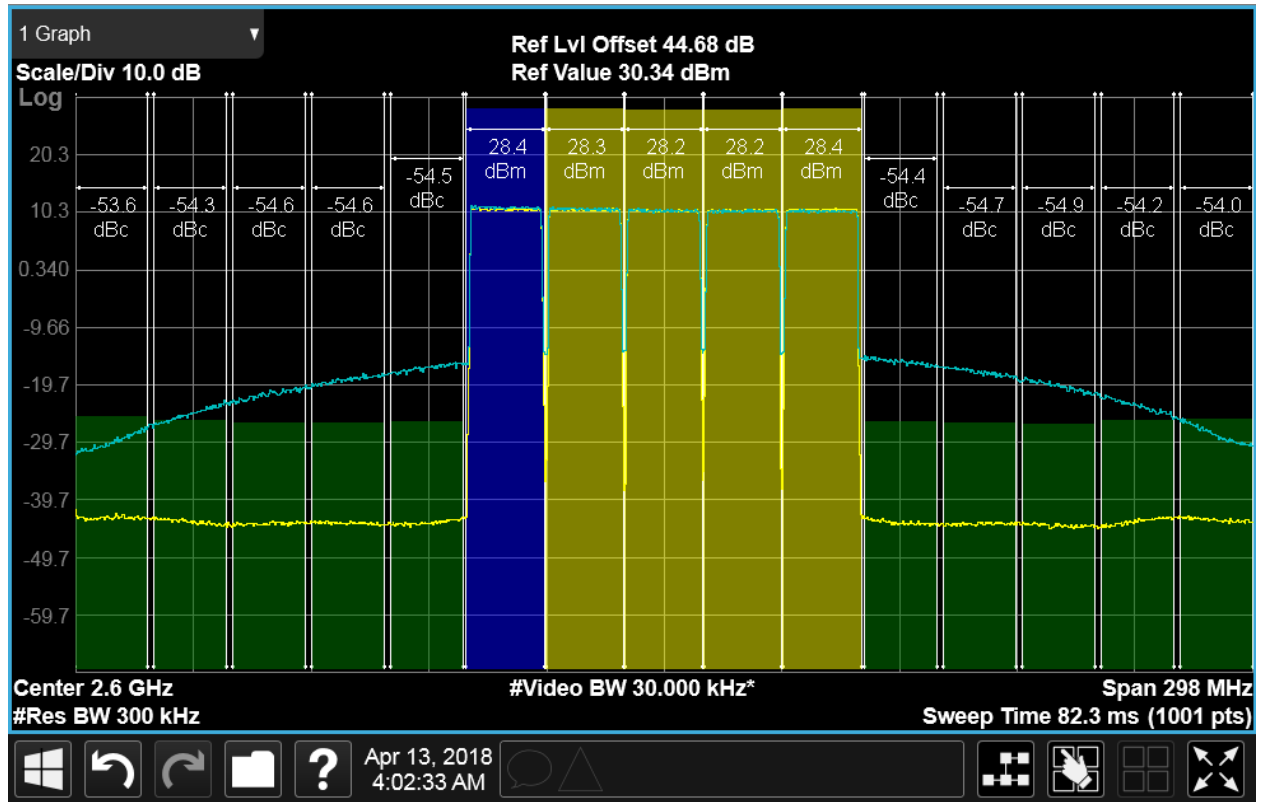 1 Graph
Ref Lvl Offset 44.68 dB
Scale/Div 10.0 dB
Ref Value 30.34 dBm
Log
20.3
10.3
0.340
-9.66
-19.7
-29.7
-39.7
-49.7
-59.7
-53.6
dBc
-54.3
dBc
-54.6
dBc
-54.6
dBc
-54.5
dBc
28.4
dBm
28.3
dBm
28.2
dBm
28.2
dBm
28.4
dBm
-54.4
dBc
-54.7
dBc
-54.9
dBc
-54.2
dBc
-54.0
dBc
Center 2.6 GHz
#Video BW 30.000 kHz*
Span 298 MHz
#Res BW 300 kHz
Sweep Time 82.3 ms (1001 pts)
?
Apr 13, 2018
4:02:33 AM